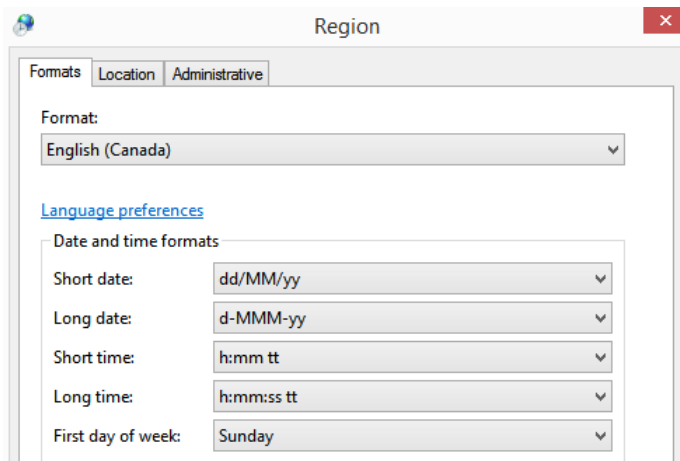 Region
Formats Location Administrative
Format:
English (Canada)
Language preferences
Date and time formats
Short date: dd/MM/yy
Long date: d-MMM-yy
Short time: h:mm tt
Long time: h:mm:ss tt
First day of week: Sunday